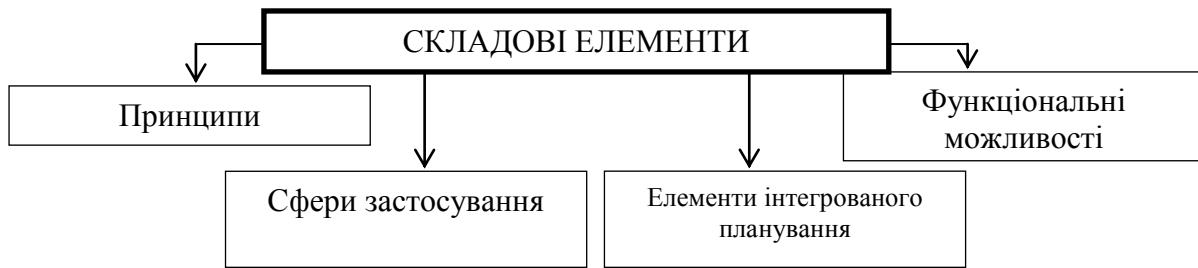 СКЛАДОВІ ЕЛЕМЕНТИ
Принципи
Функціональні
можливості
Сфери застосування
Елементи інтегрованого
планування